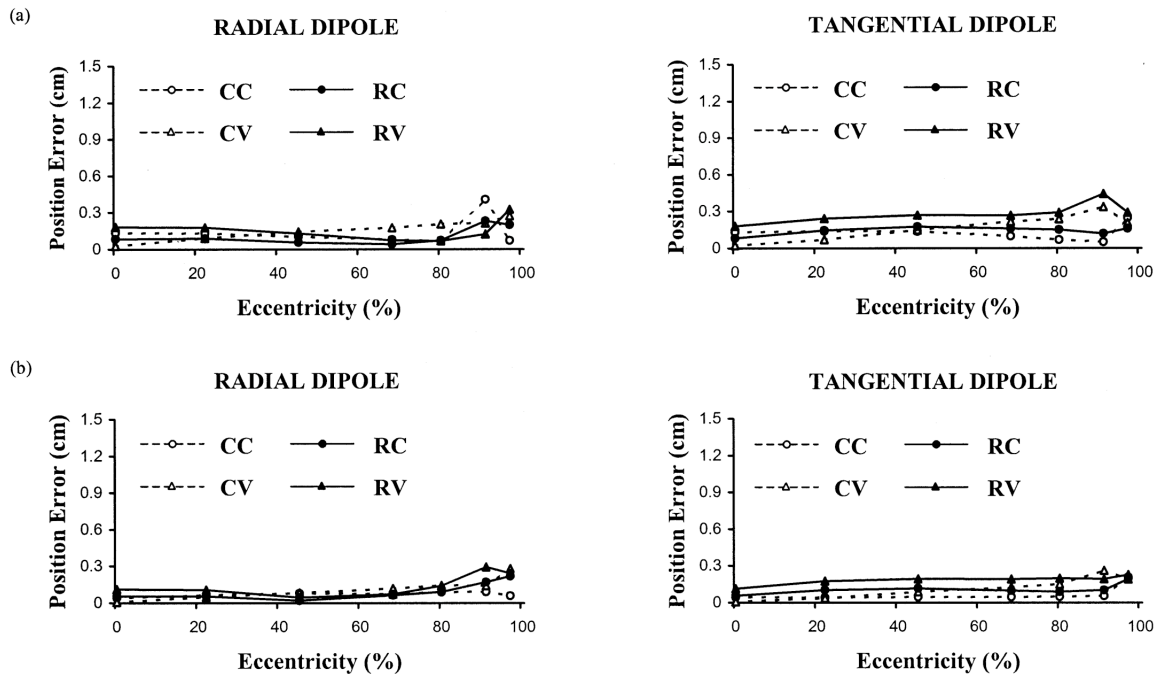 (a)
RADIAL DIPOLE
Position Error (cm)
1.5
1.2
0.9
0.6
0.3
0
CC
RC
CV
RV
0 20 40 60 80 100
Eccentricity (%)
TANGENTIAL DIPOLE
Position Error (cm)
1.5
1.2
0.9
0.6
0.3
0
CC
RC
CV
RV
0 20 40 60 80 100
Eccentricity (%)
(b)
RADIAL DIPOLE
Position Error (cm)
1.5
1.2
0.9
0.6
0.3
0
CC
RC
CV
RV
0 20 40 60 80 100
Eccentricity (%)
TANGENTIAL DIPOLE
Position Error (cm)
1.5
1.2
0.9
0.6
0.3
0
CC
RC
CV
RV
0 20 40 60 80 100
Eccentricity (%)